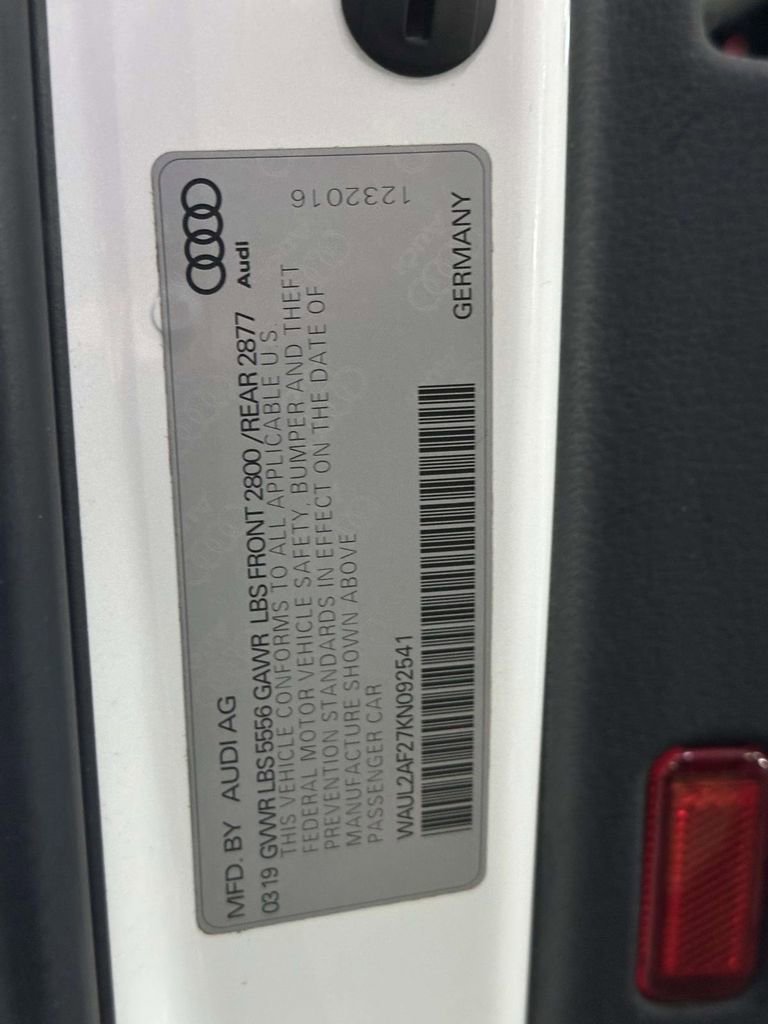 MFD. BY AUDI AG
Audi
0319 GVWR LBS 5556 GAWR LBS FRONT 2800 / REAR 2877
THIS VEHICLE CONFORMS TO ALL APPLICABLE U.S.
FEDERAL MOTOR VEHICLE SAFETY, BUMPER AND THEFT
PREVENTION STANDARDS IN EFFECT ON THE DATE OF
MANUFACTURE SHOWN ABOVE
PASSENGER CAR
1232016
WAUL2AF27KN092541
GERMANY